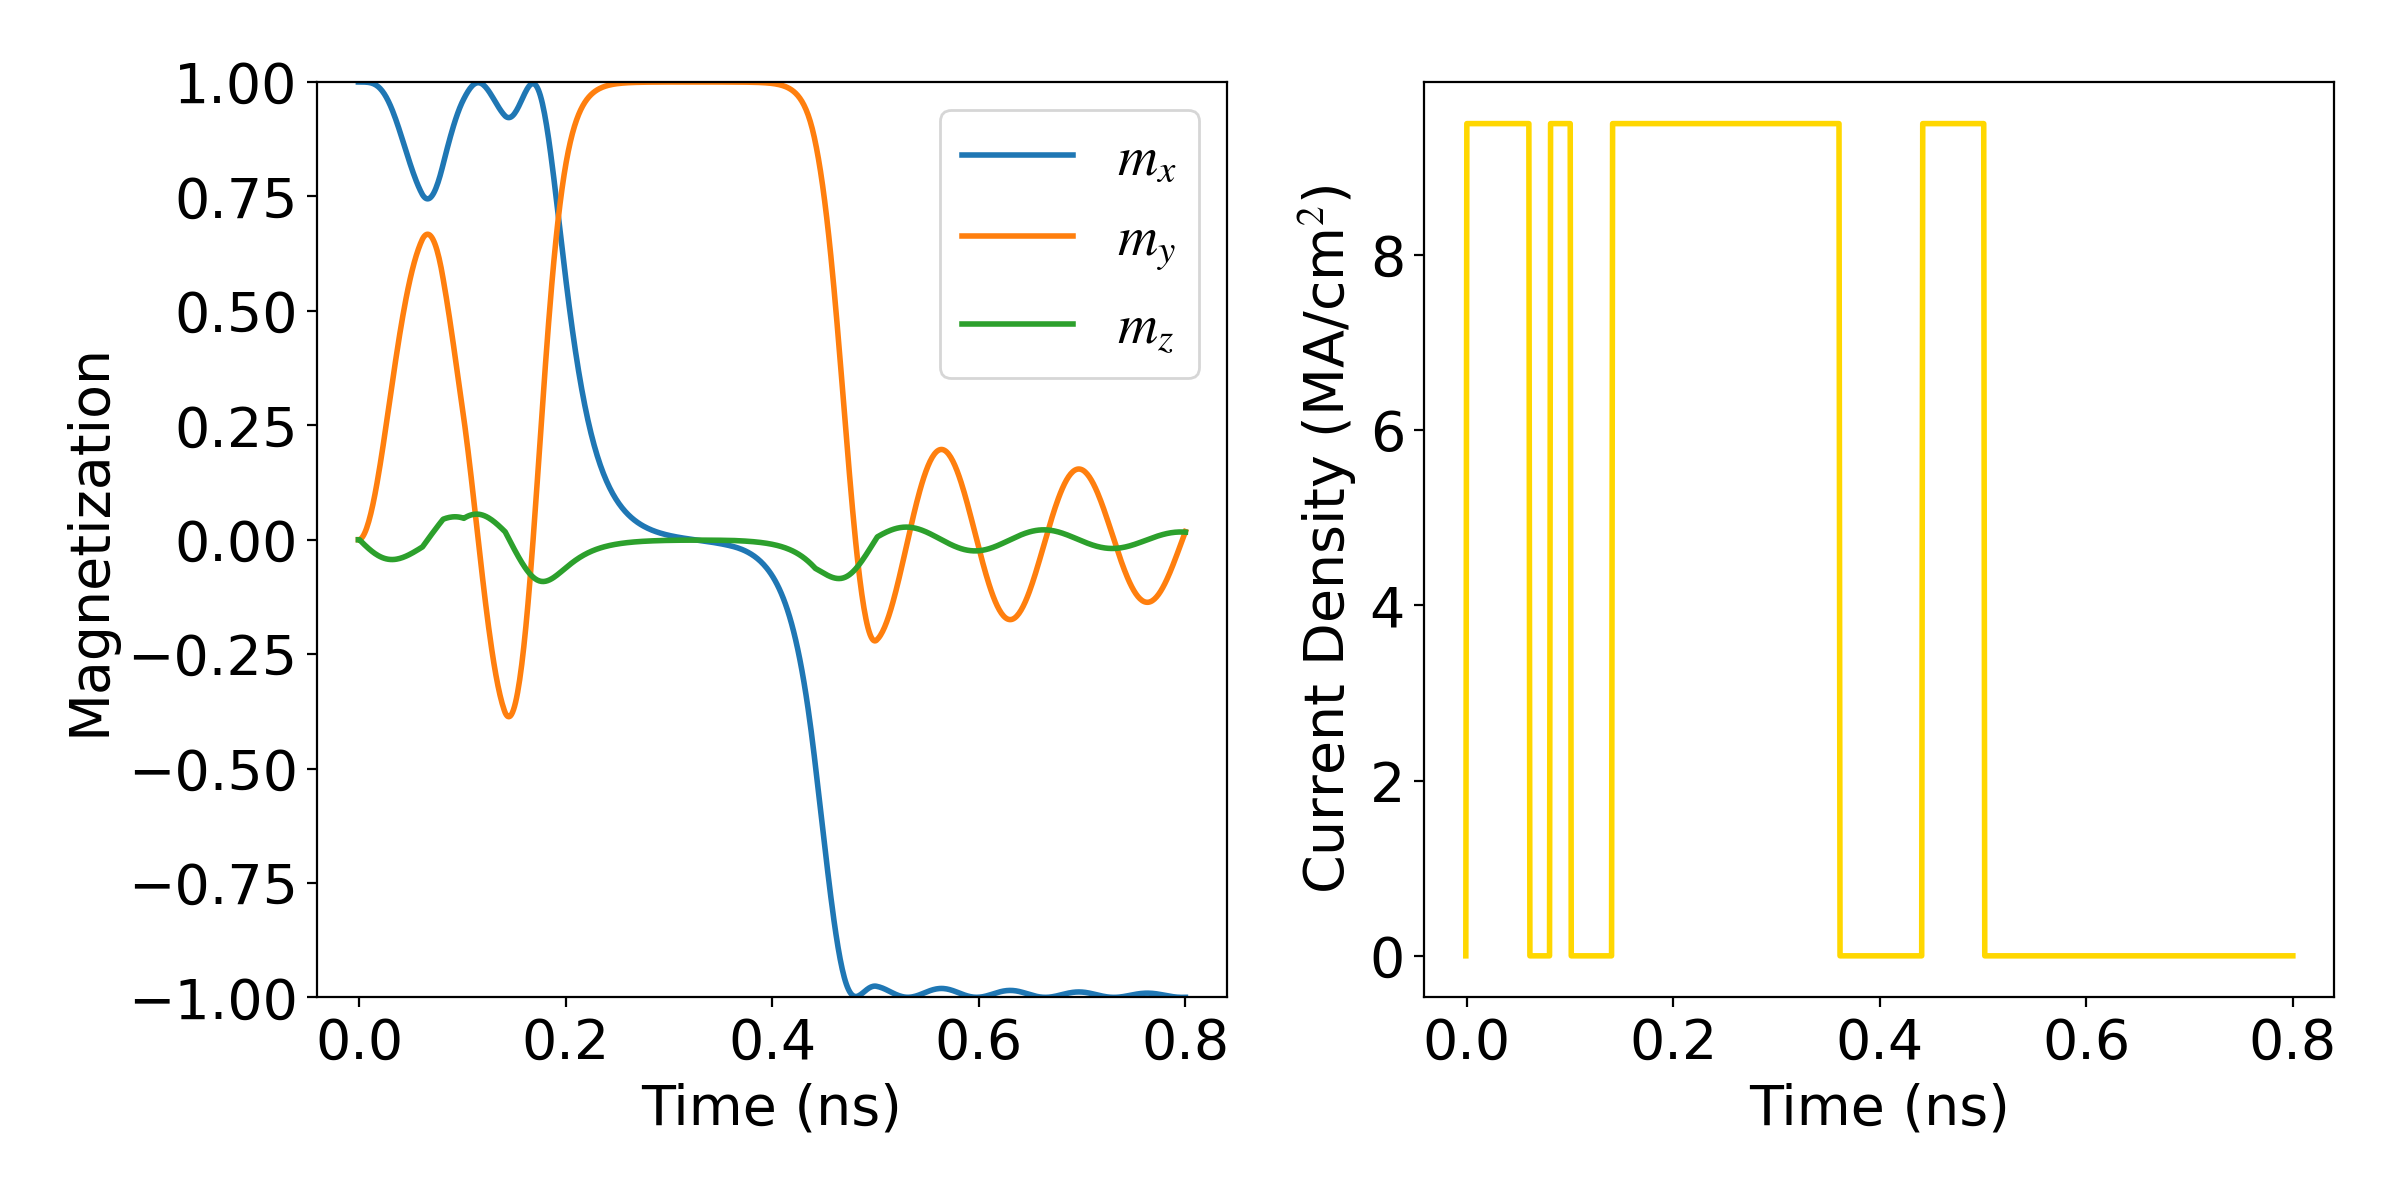 Magnetization
1.00
0.75
0.50
0.25
0.00
−0.25
−0.50
−0.75
−1.00
0.0 0.2 0.4 0.6 0.8
Time (ns)
mₓ
m_y
m_z
Current Density (MA/cm²)
8
6
4
2
0
0.0 0.2 0.4 0.6 0.8
Time (ns)